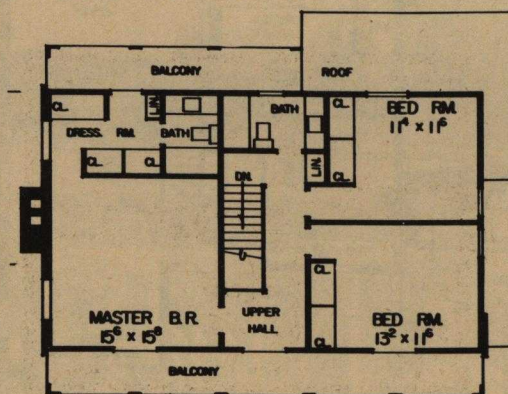 BALCONY
ROOF
CL.
LIN.
BATH
CL.
BED RM.
11⁴ x 11⁶
DRESS. RM.
BATH
CL.
CL.
DN.
LIN.
CL.
CL.
MASTER B.R.
15⁶ x 15⁸
UPPER
HALL
BED RM.
13² x 11⁶
CL.
BALCONY